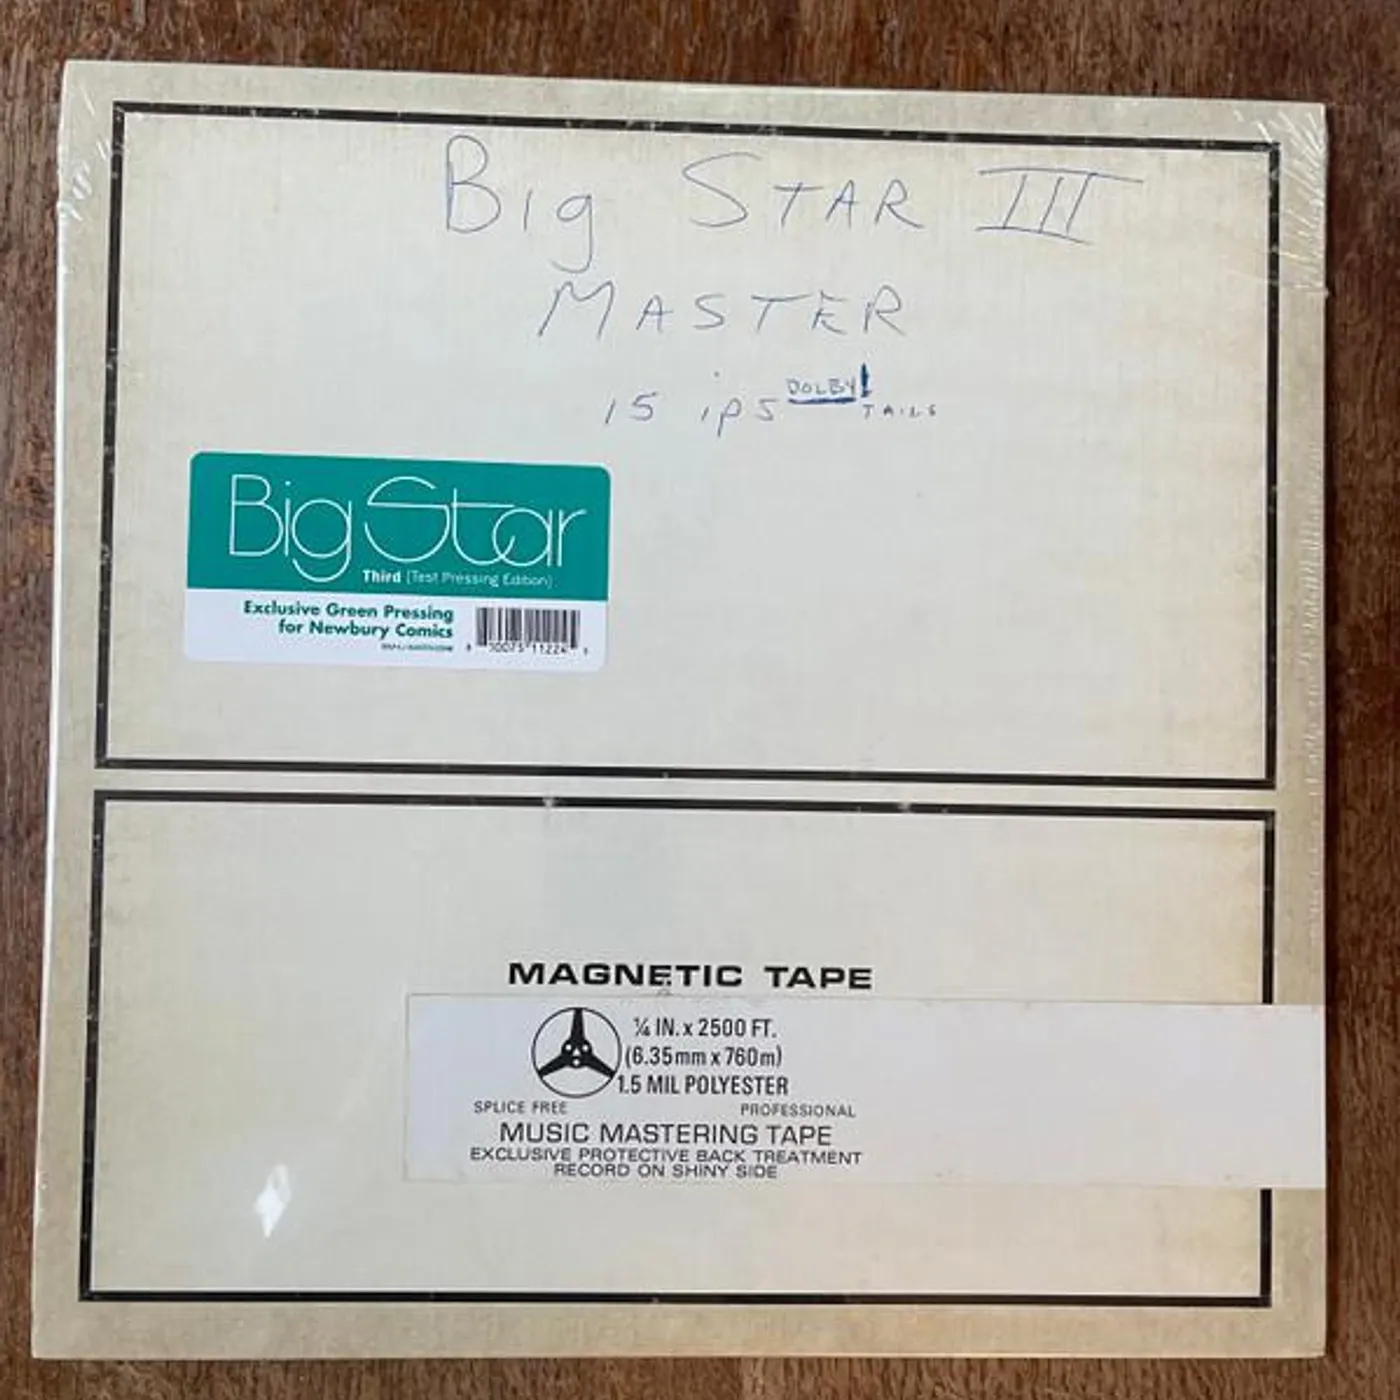 Big STAR III
MASTER
15 ips DOLBY! TAILS
Big Star
Third [Test Pressing Edition]
Exclusive Green Pressing
for Newbury Comics
MAGNETIC TAPE
¼ IN. x 2500 FT.
(6.35mm x 760m)
1.5 MIL POLYESTER
SPLICE FREE PROFESSIONAL
MUSIC MASTERING TAPE
EXCLUSIVE PROTECTIVE BACK TREATMENT
RECORD ON SHINY SIDE